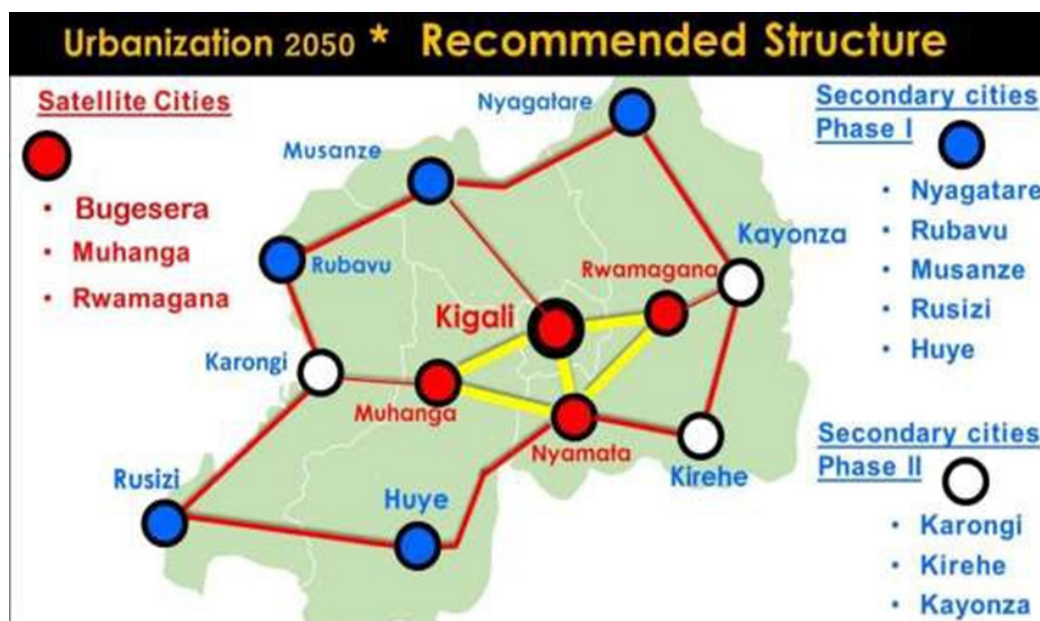 Urbanization 2050 * Recommended Structure
Satellite Cities
• Bugesera
• Muhanga
• Rwamagana
Nyagatare
Musanze
Rubavu
Kayonza
Rwamagana
Kigali
Karongi
Muhanga
Nyamata
Kirehe
Rusizi
Huye
Secondary cities
Phase I
• Nyagatare
• Rubavu
• Musanze
• Rusizi
• Huye
Secondary cities
Phase II
• Karongi
• Kirehe
• Kayonza